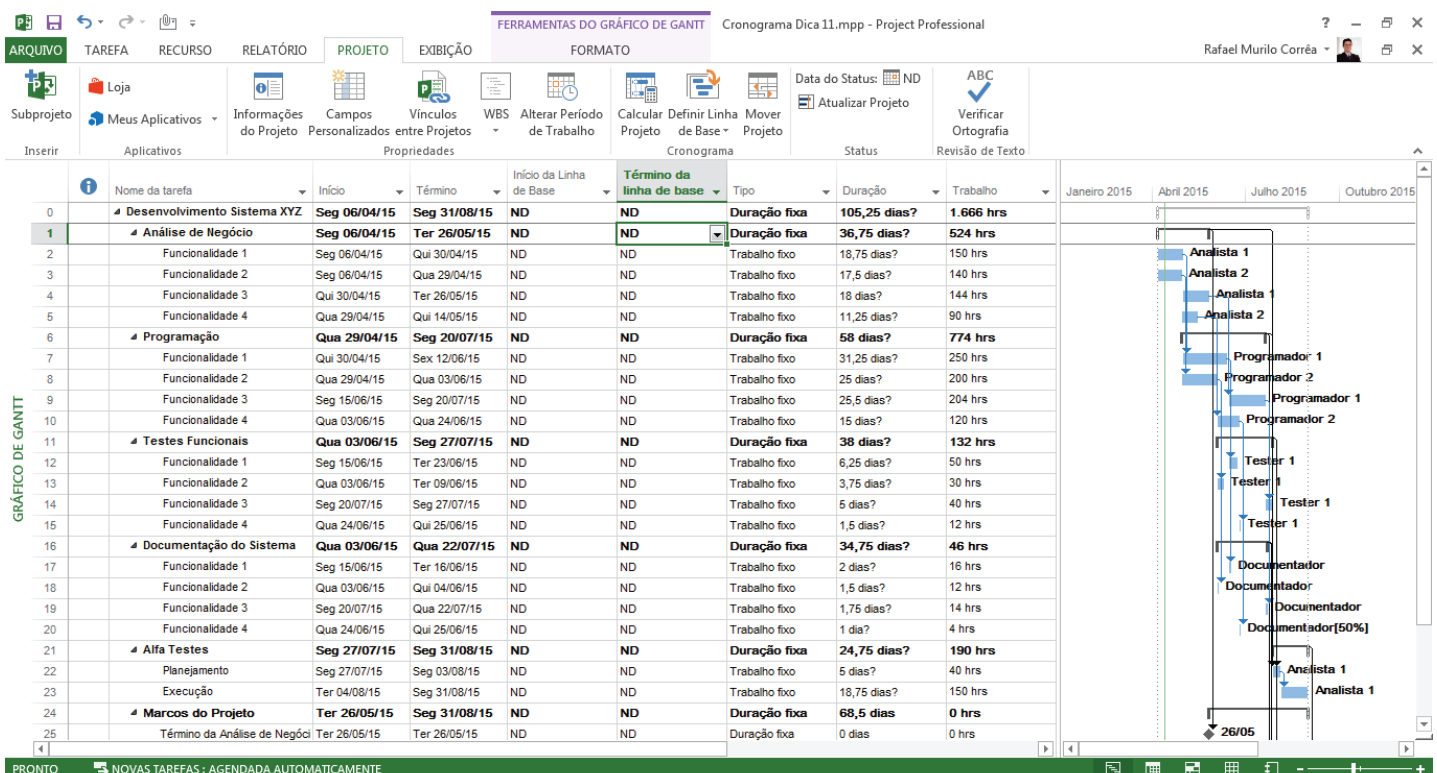 FERRAMENTAS DO GRÁFICO DE GANTT Cronograma Dica 11.mpp - Project Professional
ARQUIVO TAREFA RECURSO RELATÓRIO PROJETO EXIBIÇÃO FORMATO Rafael Murilo Corrêa
Subprojeto
Loja
Meus Aplicativos
Informações do Projeto
Campos Personalizados
Vínculos entre Projetos
WBS
Alterar Período de Trabalho
Calcular Projeto
Definir Linha de Base
Mover Projeto
Data do Status: ND
Atualizar Projeto
ABC
Verificar Ortografia
Inserir Aplicativos Propriedades Cronograma Status Revisão de Texto
Nome da tarefa Início Término Início da Linha de Base Término da linha de base Tipo Duração Trabalho Janeiro 2015 Abril 2015 Julho 2015 Outubro 2015
0 Desenvolvimento Sistema XYZ Seg 06/04/15 Seg 31/08/15 ND ND Duração fixa 105,25 dias? 1.666 hrs
1 Análise de Negócio Seg 06/04/15 Ter 26/05/15 ND ND Duração fixa 36,75 dias? 524 hrs
2 Funcionalidade 1 Seg 06/04/15 Qui 30/04/15 ND ND Trabalho fixo 18,75 dias? 150 hrs Analista 1
3 Funcionalidade 2 Seg 06/04/15 Qua 29/04/15 ND ND Trabalho fixo 17,5 dias? 140 hrs Analista 2
4 Funcionalidade 3 Qui 30/04/15 Ter 26/05/15 ND ND Trabalho fixo 18 dias? 144 hrs Analista 1
5 Funcionalidade 4 Qua 29/04/15 Qui 14/05/15 ND ND Trabalho fixo 11,25 dias? 90 hrs Analista 2
6 Programação Qua 29/04/15 Seg 20/07/15 ND ND Duração fixa 58 dias? 774 hrs
7 Funcionalidade 1 Qui 30/04/15 Sex 12/06/15 ND ND Trabalho fixo 31,25 dias? 250 hrs Programador 1
8 Funcionalidade 2 Qua 29/04/15 Qua 03/06/15 ND ND Trabalho fixo 25 dias? 200 hrs Programador 2
9 Funcionalidade 3 Seg 15/06/15 Seg 20/07/15 ND ND Trabalho fixo 25,5 dias? 204 hrs Programador 1
10 Funcionalidade 4 Qua 03/06/15 Qua 24/06/15 ND ND Trabalho fixo 15 dias? 120 hrs Programador 2
11 Testes Funcionais Qua 03/06/15 Seg 27/07/15 ND ND Duração fixa 38 dias? 132 hrs
12 Funcionalidade 1 Seg 15/06/15 Ter 23/06/15 ND ND Trabalho fixo 6,25 dias? 50 hrs Tester 1
13 Funcionalidade 2 Qua 03/06/15 Ter 09/06/15 ND ND Trabalho fixo 3,75 dias? 30 hrs Tester 1
14 Funcionalidade 3 Seg 20/07/15 Seg 27/07/15 ND ND Trabalho fixo 5 dias? 40 hrs Tester 1
15 Funcionalidade 4 Qua 24/06/15 Qui 25/06/15 ND ND Trabalho fixo 1,5 dias? 12 hrs Tester 1
16 Documentação do Sistema Qua 03/06/15 Qua 22/07/15 ND ND Duração fixa 34,75 dias? 46 hrs
17 Funcionalidade 1 Seg 15/06/15 Ter 16/06/15 ND ND Trabalho fixo 2 dias? 16 hrs Documentador
18 Funcionalidade 2 Qua 03/06/15 Qui 04/06/15 ND ND Trabalho fixo 1,5 dias? 12 hrs Documentador
19 Funcionalidade 3 Seg 20/07/15 Qua 22/07/15 ND ND Trabalho fixo 1,75 dias? 14 hrs Documentador
20 Funcionalidade 4 Qua 24/06/15 Qui 25/06/15 ND ND Trabalho fixo 1 dia? 4 hrs Documentador[50%]
21 Alfa Testes Seg 27/07/15 Seg 31/08/15 ND ND Duração fixa 24,75 dias? 190 hrs
22 Planejamento Seg 27/07/15 Seg 03/08/15 ND ND Trabalho fixo 5 dias? 40 hrs Analista 1
23 Execução Ter 04/08/15 Seg 31/08/15 ND ND Trabalho fixo 18,75 dias? 150 hrs Analista 1
24 Marcos do Projeto Ter 26/05/15 Seg 31/08/15 ND ND Duração fixa 68,5 dias 0 hrs
25 Término da Análise de Negóci Ter 26/05/15 Ter 26/05/15 ND ND Duração fixa 0 dias 0 hrs 26/05
GRÁFICO DE GANTT
PRONTO NOVAS TAREFAS : AGENDADA AUTOMATICAMENTE